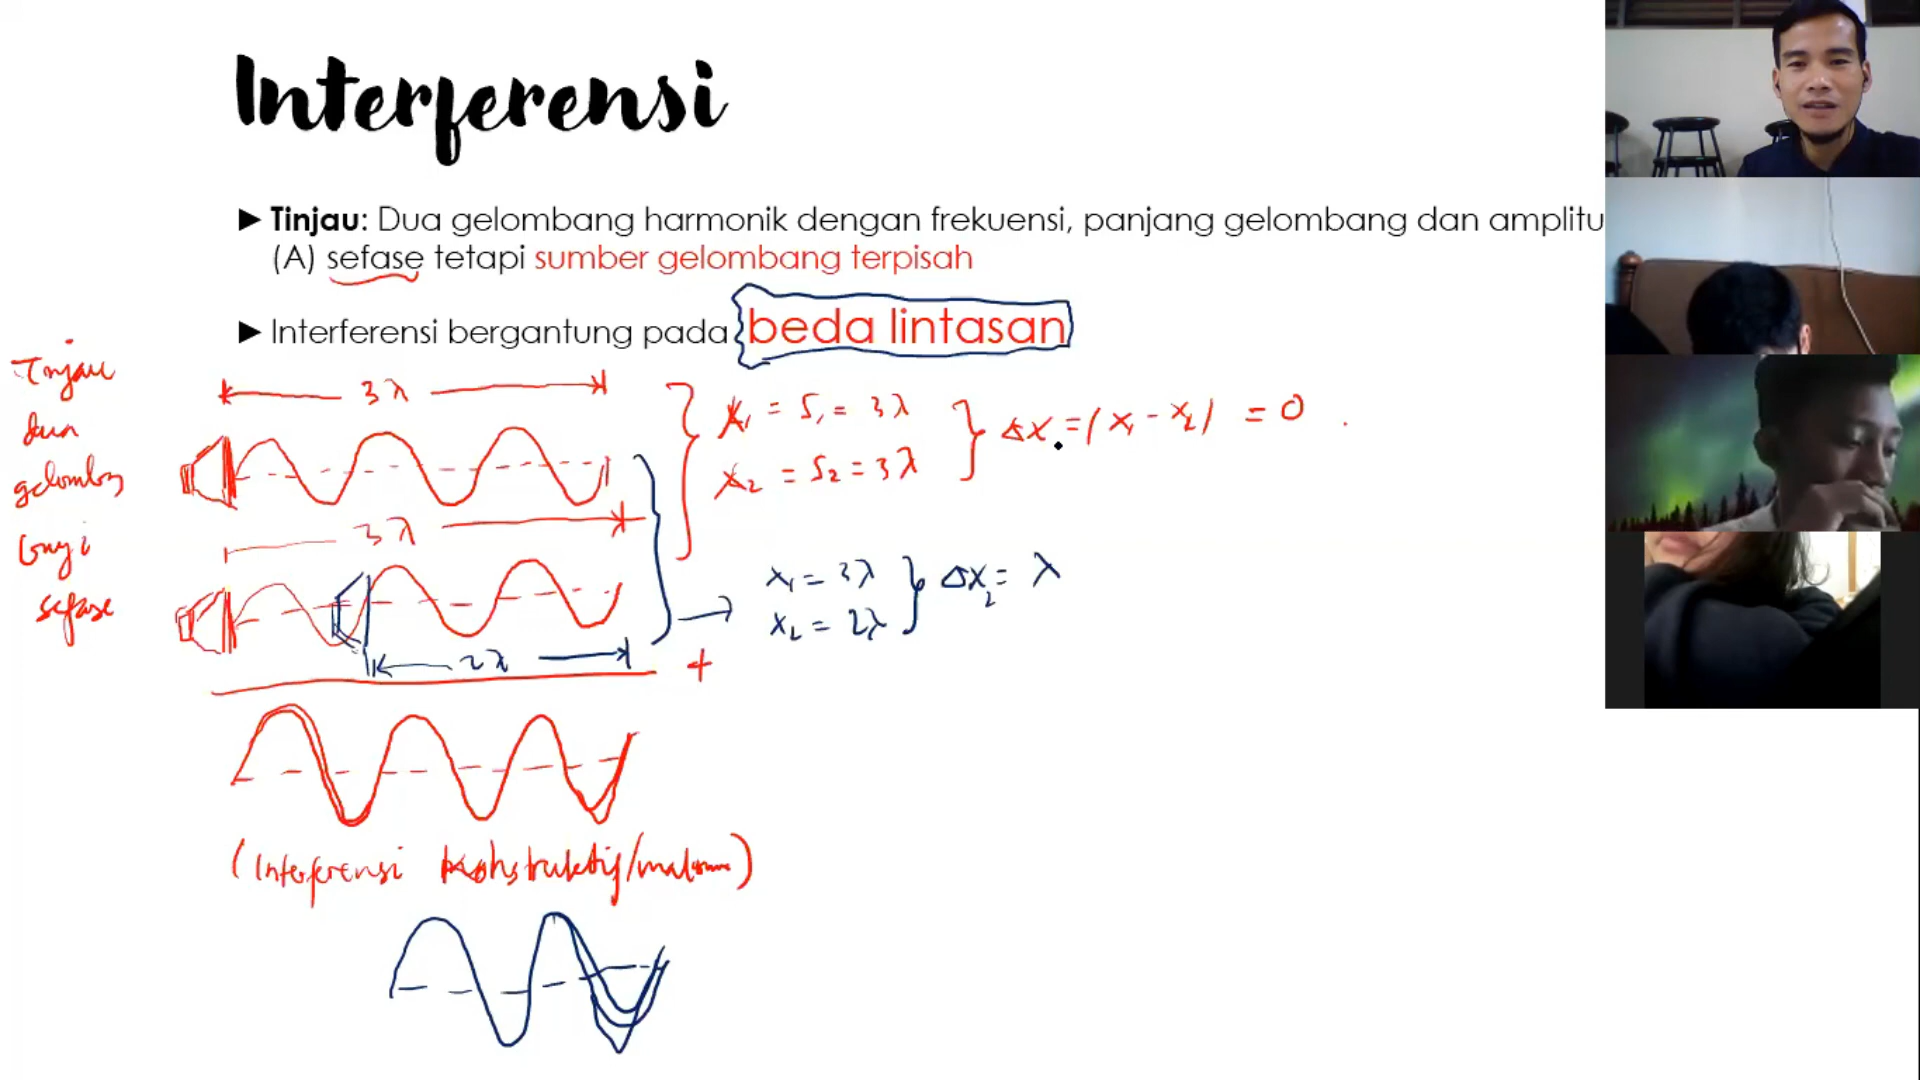 Interferensi
► Tinjau: Dua gelombang harmonik dengan frekuensi, panjang gelombang dan amplitu
(A) sefase tetapi sumber gelombang terpisah
► Interferensi bergantung pada beda lintasan
Tinjau
dua
gelombang
bunyi
sefase
3λ
3λ
2λ
+
x₁ = S₁ = 3λ
x₂ = S₂ = 3λ
Δx = |x₁ - x₂| = 0
x₁ = 3λ
x₂ = 2λ
Δx₂ = λ
(Interferensi Konstruktif/maksimum)